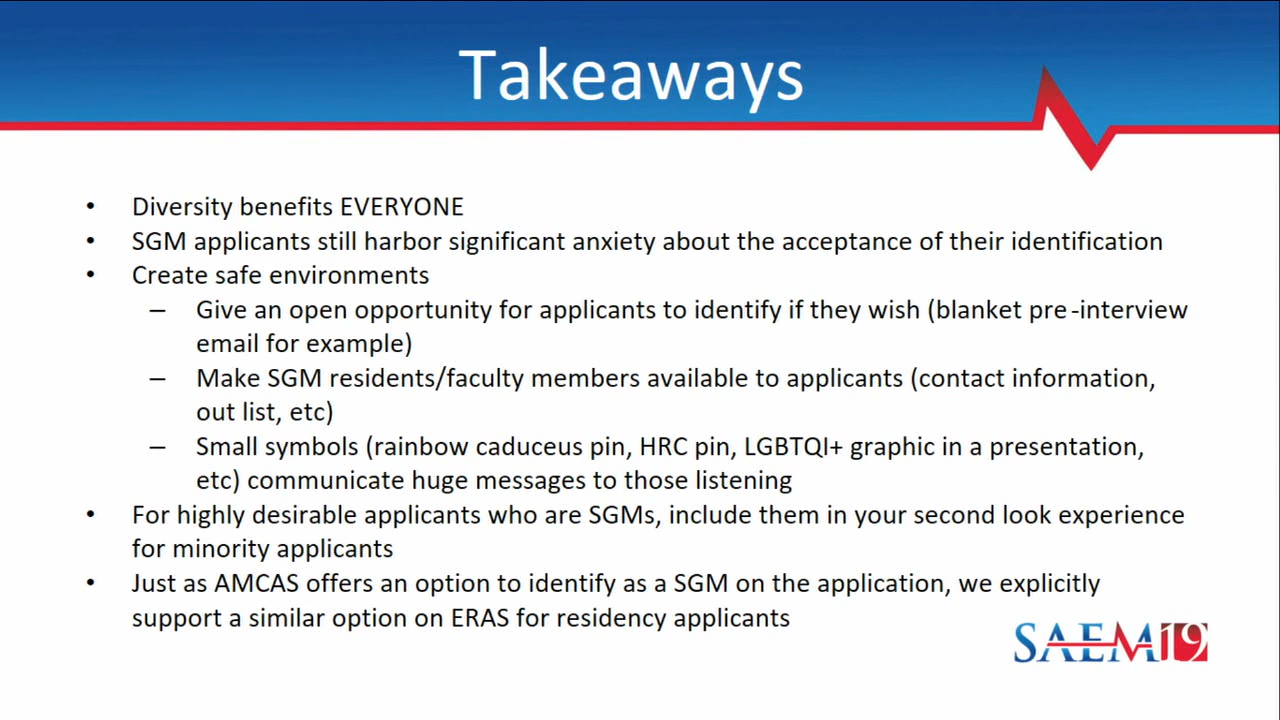 Takeaways
• Diversity benefits EVERYONE
• SGM applicants still harbor significant anxiety about the acceptance of their identification
• Create safe environments
– Give an open opportunity for applicants to identify if they wish (blanket pre-interview
email for example)
– Make SGM residents/faculty members available to applicants (contact information,
out list, etc)
– Small symbols (rainbow caduceus pin, HRC pin, LGBTQI+ graphic in a presentation,
etc) communicate huge messages to those listening
• For highly desirable applicants who are SGMs, include them in your second look experience
for minority applicants
• Just as AMCAS offers an option to identify as a SGM on the application, we explicitly
support a similar option on ERAS for residency applicants
SAEM19